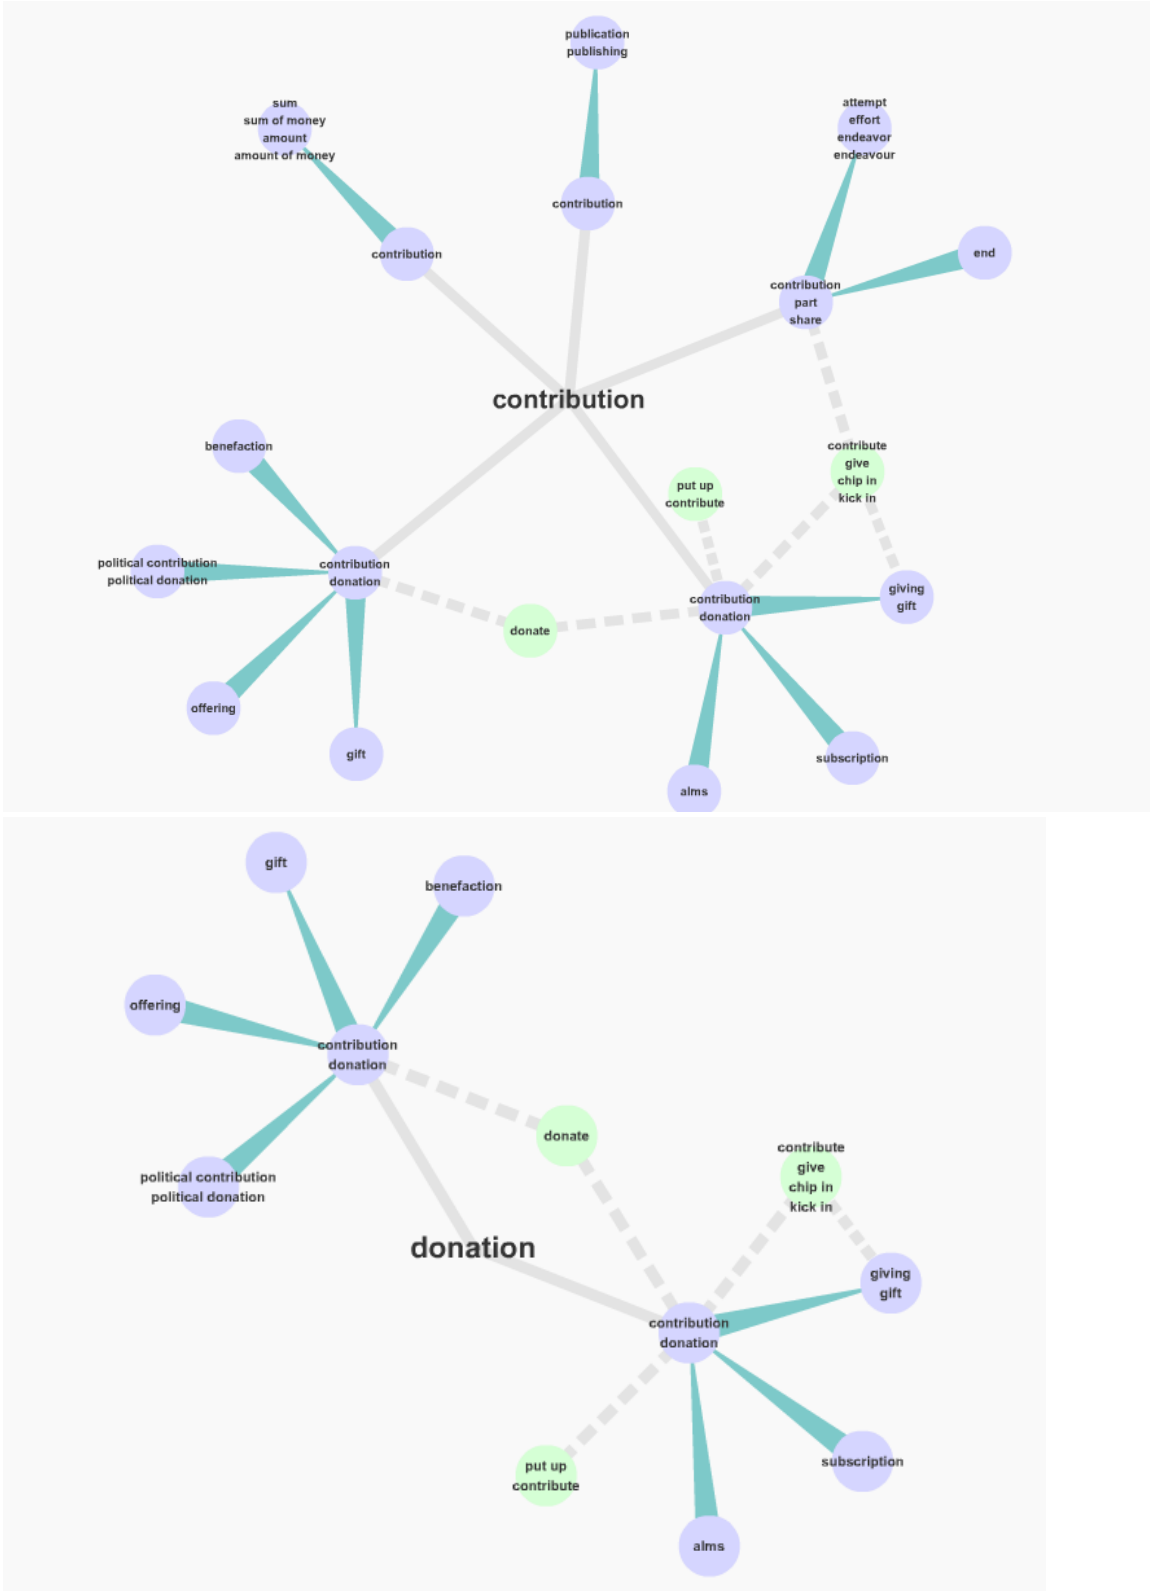 publication
publishing
sum
sum of money
amount
amount of money
attempt
effort
endeavor
endeavour
contribution
contribution
end
contribution
part
share
contribution
benefaction
contribute
give
chip in
kick in
put up
contribute
political contribution
political donation
contribution
donation
giving
gift
contribution
donation
donate
offering
gift
subscription
alms
gift
benefaction
offering
contribution
donation
donate
contribute
give
chip in
kick in
political contribution
political donation
donation
giving
gift
contribution
donation
subscription
put up
contribute
alms